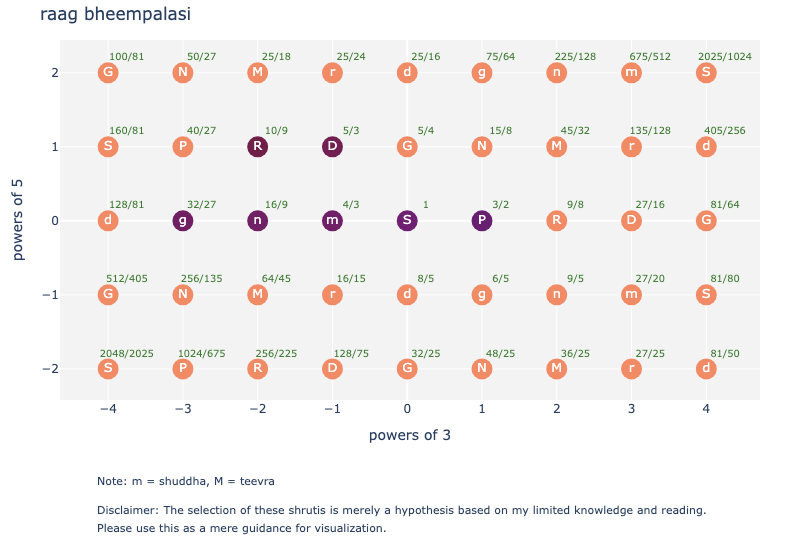 raag bheempalasi
100/81 50/27 25/18 25/24 25/16 75/64 225/128 675/512 2025/1024
2 G N M r d g n m S
160/81 40/27 10/9 5/3 5/4 15/8 45/32 135/128 405/256
1 S P R D G N M r d
128/81 32/27 16/9 4/3 1 3/2 9/8 27/16 81/64
0 d g n m S P R D G
512/405 256/135 64/45 16/15 8/5 6/5 9/5 27/20 81/80
−1 G N M r d g n m S
2048/2025 1024/675 256/225 128/75 32/25 48/25 36/25 27/25 81/50
−2 S P R D G N M r d
−4 −3 −2 −1 0 1 2 3 4
powers of 5
powers of 3
Note: m = shuddha, M = teevra
Disclaimer: The selection of these shrutis is merely a hypothesis based on my limited knowledge and reading.
Please use this as a mere guidance for visualization.